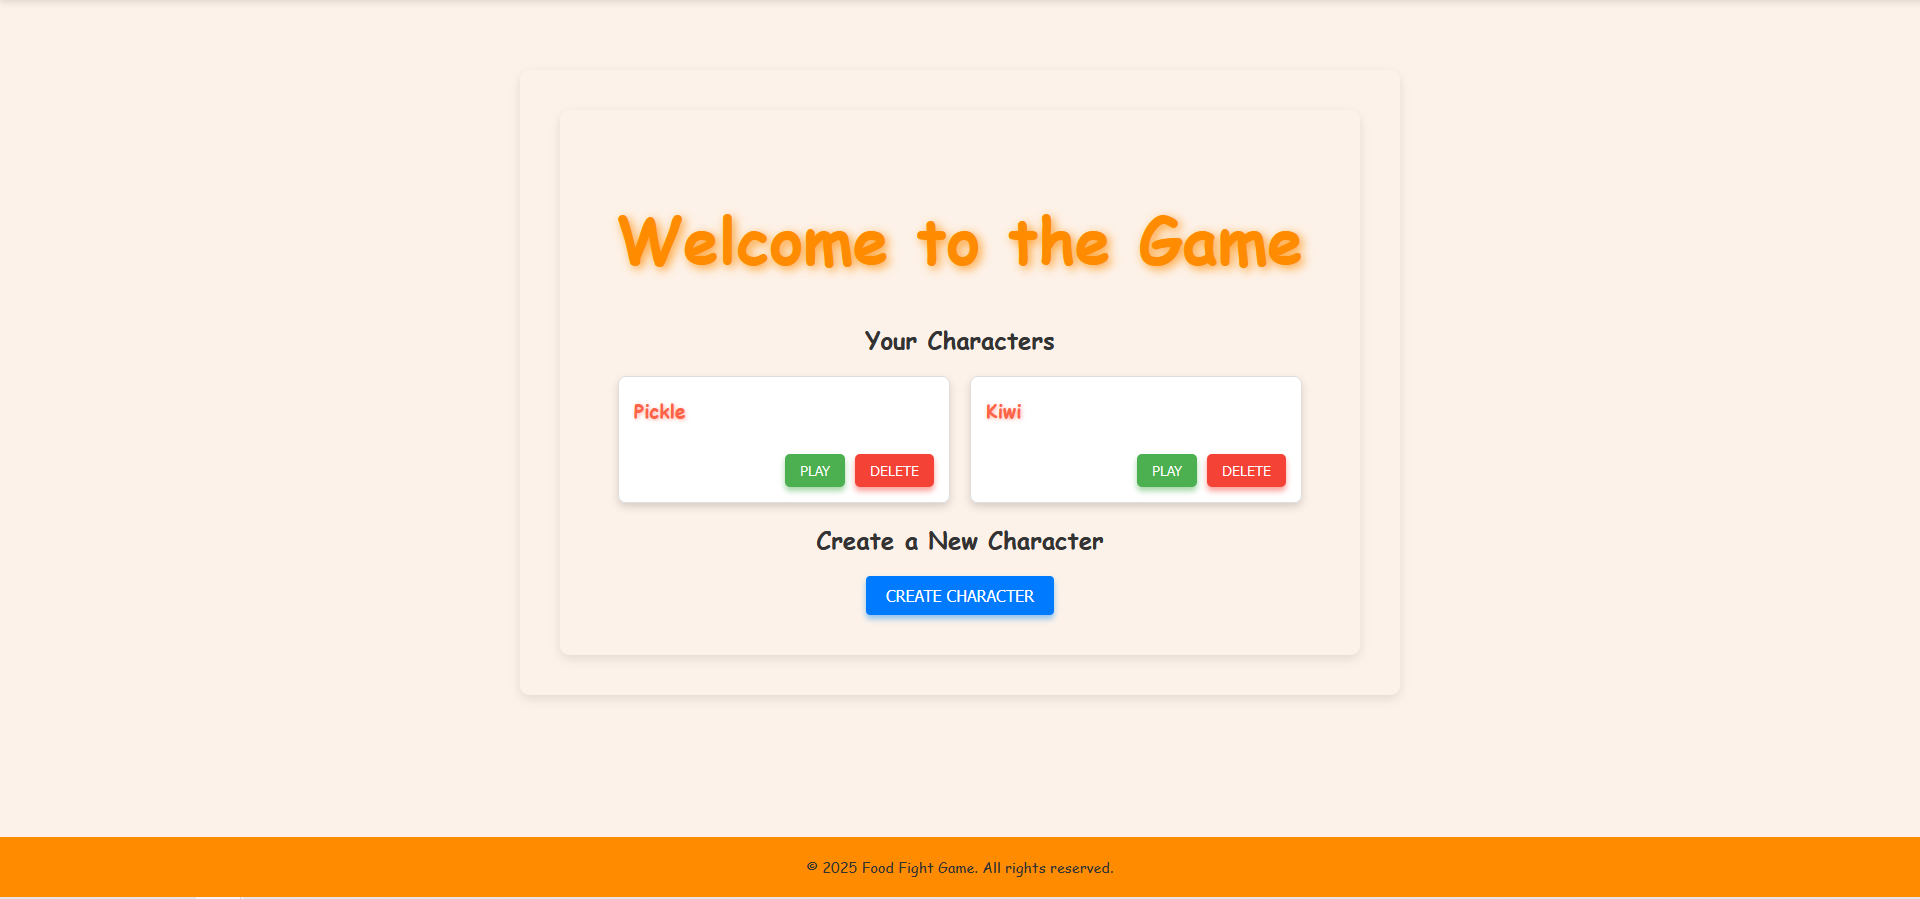 Welcome to the Game
Your Characters
Pickle
PLAY DELETE
Kiwi
PLAY DELETE
Create a New Character
CREATE CHARACTER
© 2025 Food Fight Game. All rights reserved.